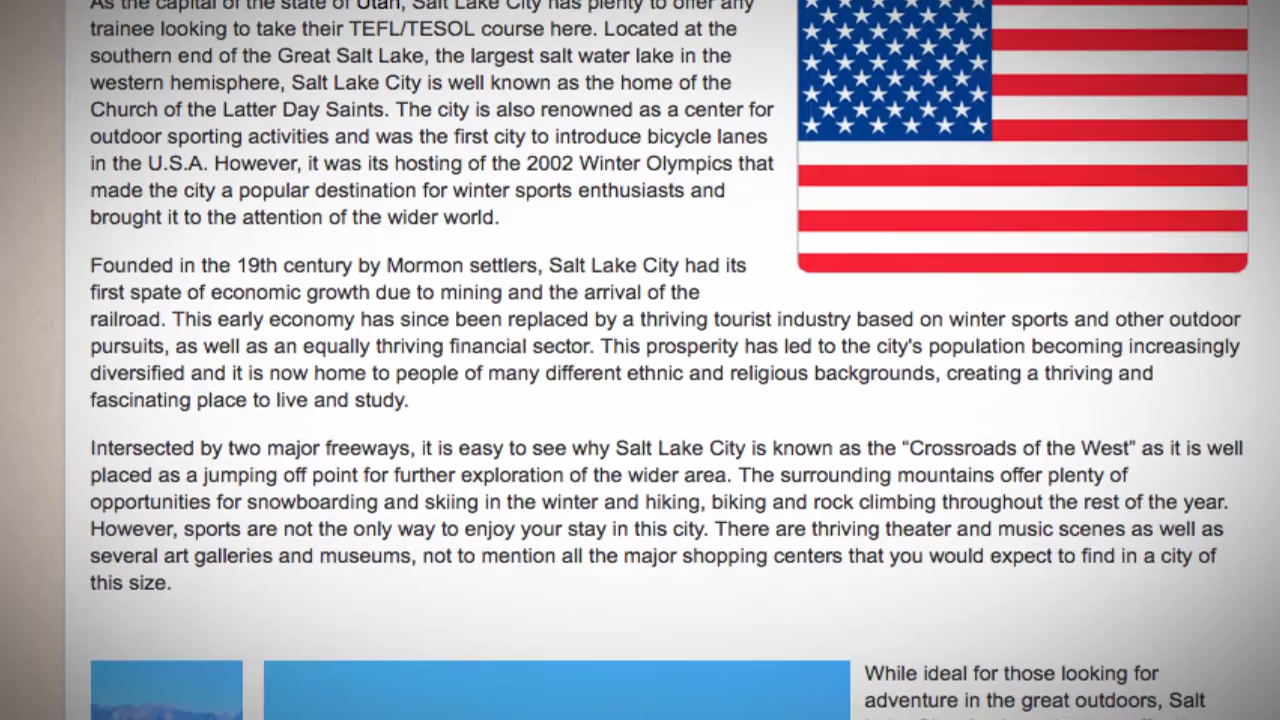 As the capital of the state of Utah, Salt Lake City has plenty to offer any
trainee looking to take their TEFL/TESOL course here. Located at the
southern end of the Great Salt Lake, the largest salt water lake in the
western hemisphere, Salt Lake City is well known as the home of the
Church of the Latter Day Saints. The city is also renowned as a center for
outdoor sporting activities and was the first city to introduce bicycle lanes
in the U.S.A. However, it was its hosting of the 2002 Winter Olympics that
made the city a popular destination for winter sports enthusiasts and
brought it to the attention of the wider world.
Founded in the 19th century by Mormon settlers, Salt Lake City had its
first spate of economic growth due to mining and the arrival of the
railroad. This early economy has since been replaced by a thriving tourist industry based on winter sports and other outdoor
pursuits, as well as an equally thriving financial sector. This prosperity has led to the city's population becoming increasingly
diversified and it is now home to people of many different ethnic and religious backgrounds, creating a thriving and
fascinating place to live and study.
Intersected by two major freeways, it is easy to see why Salt Lake City is known as the “Crossroads of the West” as it is well
placed as a jumping off point for further exploration of the wider area. The surrounding mountains offer plenty of
opportunities for snowboarding and skiing in the winter and hiking, biking and rock climbing throughout the rest of the year.
However, sports are not the only way to enjoy your stay in this city. There are thriving theater and music scenes as well as
several art galleries and museums, not to mention all the major shopping centers that you would expect to find in a city of
this size.
While ideal for those looking for
adventure in the great outdoors, Salt